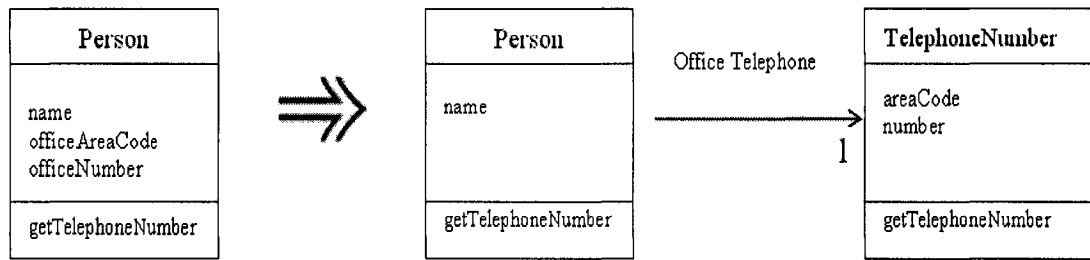 Person
name
officeAreaCode
officeNumber
getTelephoneNumber
Person
name
getTelephoneNumber
Office Telephone
1
TelephoneNumber
areaCode
number
getTelephoneNumber